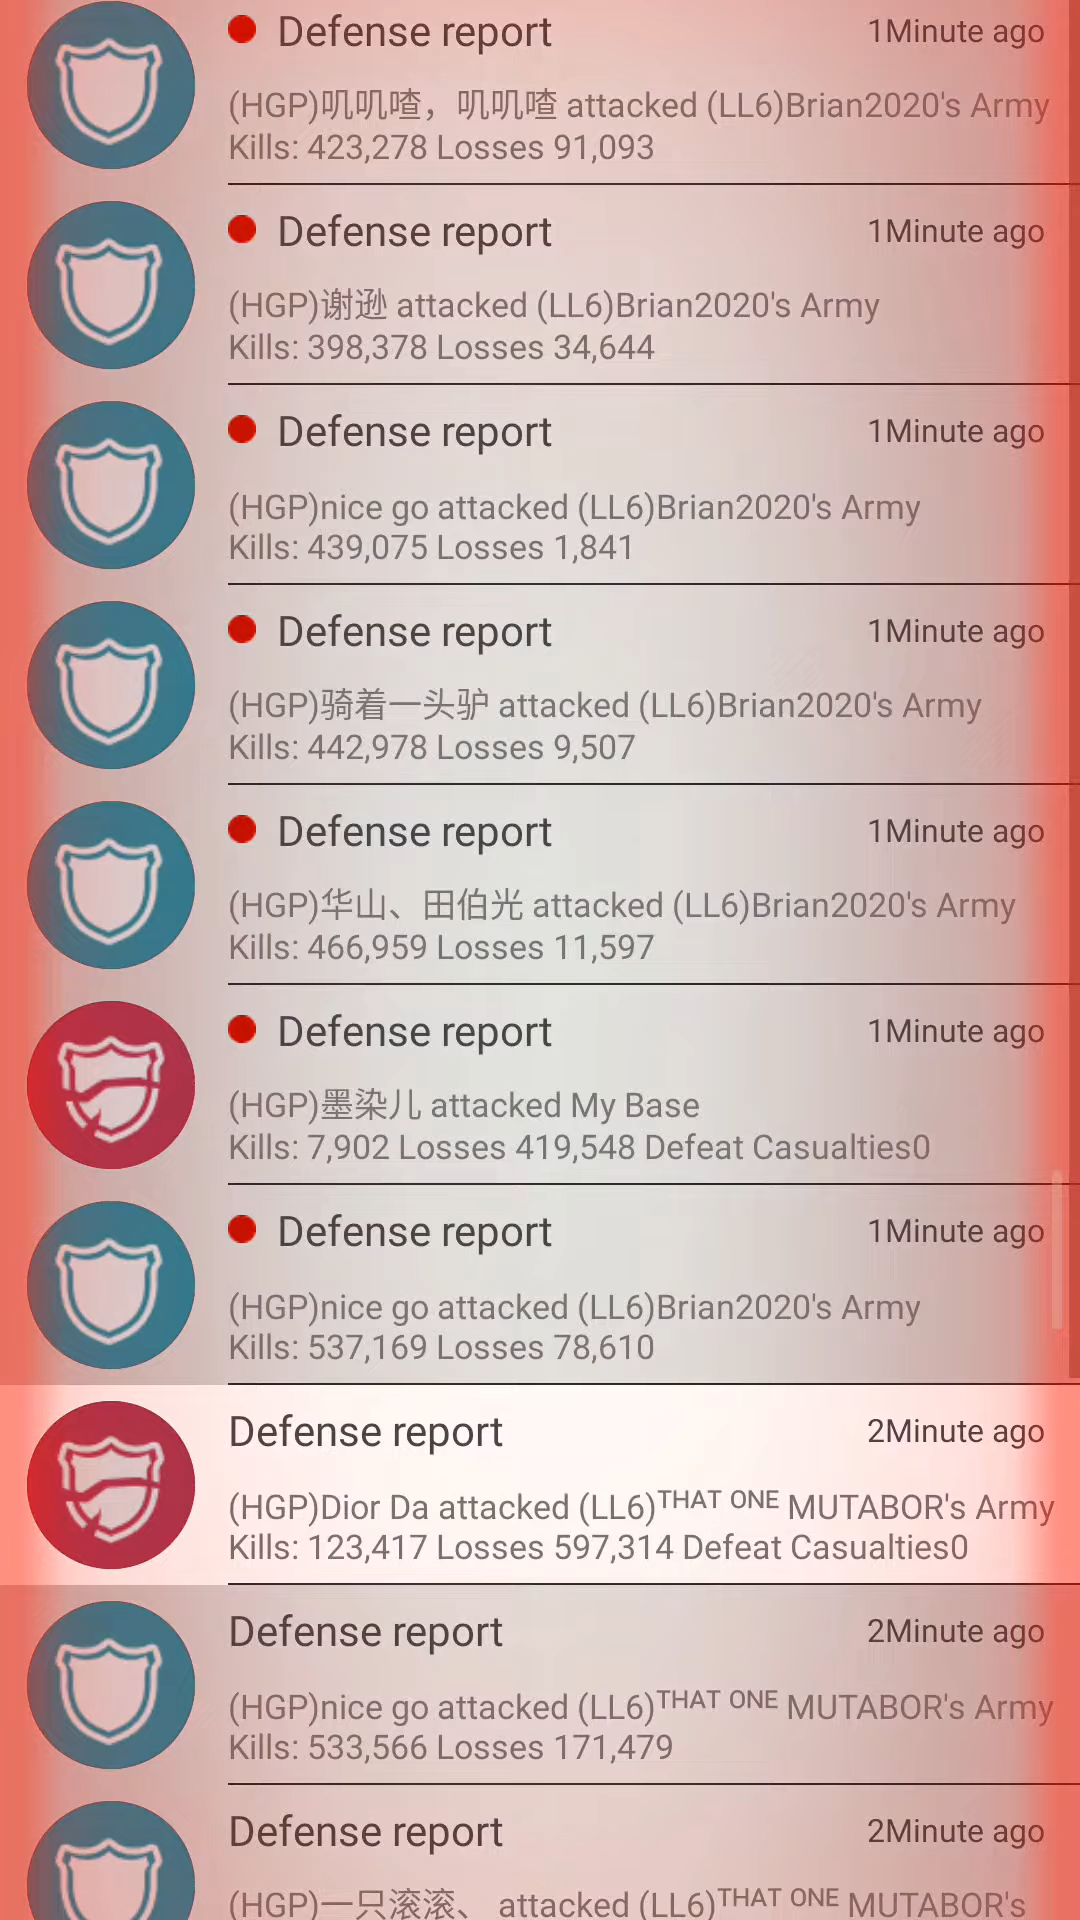 Defense report 1Minute ago
(HGP)叽叽喳，叽叽喳 attacked (LL6)Brian2020's Army
Kills: 423,278 Losses 91,093
Defense report 1Minute ago
(HGP)谢逊 attacked (LL6)Brian2020's Army
Kills: 398,378 Losses 34,644
Defense report 1Minute ago
(HGP)nice go attacked (LL6)Brian2020's Army
Kills: 439,075 Losses 1,841
Defense report 1Minute ago
(HGP)骑着一头驴 attacked (LL6)Brian2020's Army
Kills: 442,978 Losses 9,507
Defense report 1Minute ago
(HGP)华山、田伯光 attacked (LL6)Brian2020's Army
Kills: 466,959 Losses 11,597
Defense report 1Minute ago
(HGP)墨染儿 attacked My Base
Kills: 7,902 Losses 419,548 Defeat Casualties0
Defense report 1Minute ago
(HGP)nice go attacked (LL6)Brian2020's Army
Kills: 537,169 Losses 78,610
Defense report 2Minute ago
(HGP)Dior Da attacked (LL6)ᵀᴴᴬᵀ ᴼᴺᴱ MUTABOR's Army
Kills: 123,417 Losses 597,314 Defeat Casualties0
Defense report 2Minute ago
(HGP)nice go attacked (LL6)ᵀᴴᴬᵀ ᴼᴺᴱ MUTABOR's Army
Kills: 533,566 Losses 171,479
Defense report 2Minute ago
(HGP)一只滚滚、 attacked (LL6)ᵀᴴᴬᵀ ᴼᴺᴱ MUTABOR's